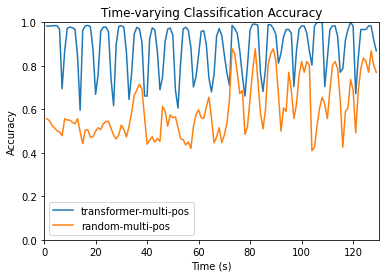 Time-varying Classification Accuracy
1.0
0.8
0.6
0.4
0.2
0.0
Accuracy
transformer-multi-pos
random-multi-pos
0 20 40 60 80 100 120
Time (s)